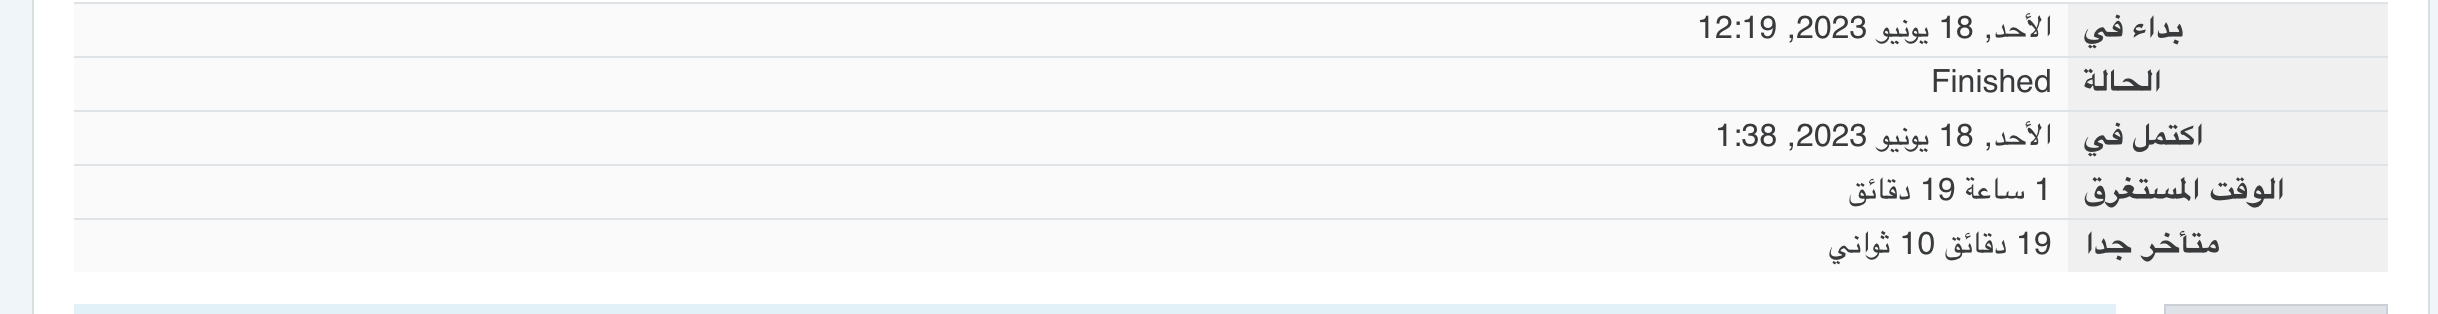 بداء في الأحد, 18 يونيو 2023, 12:19
الحالة Finished
اكتمل في الأحد, 18 يونيو 2023, 1:38
الوقت المستغرق 1 ساعة 19 دقائق
متأخر جدا 19 دقائق 10 ثواني